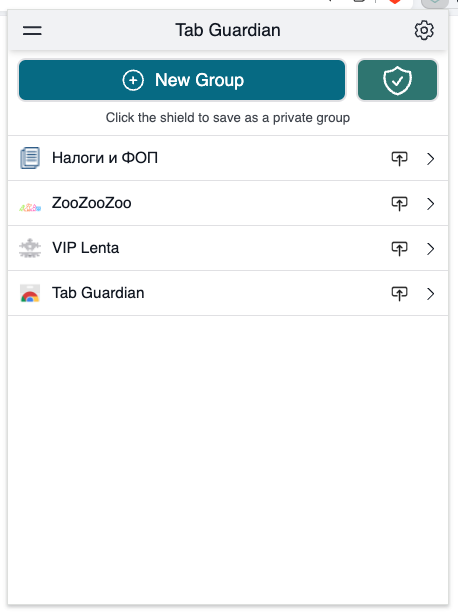 Tab Guardian
New Group
Click the shield to save as a private group
Налоги и ФОП
ZooZooZoo
VIP Lenta
Tab Guardian